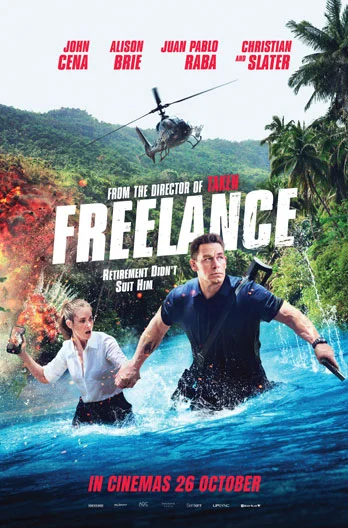 JOHN CENA
ALISON BRIE
JUAN PABLO RABA
CHRISTIAN AND SLATER
FROM THE DIRECTOR OF TAKEN
FREELANCE
RETIREMENT DIDN'T
SUIT HIM
IN CINEMAS 26 OCTOBER